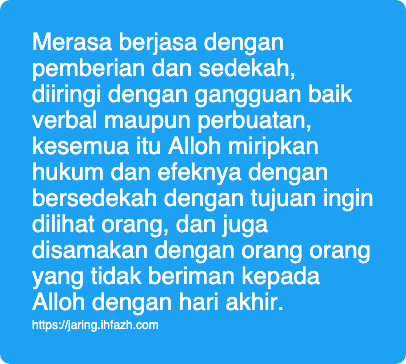 Merasa berjasa dengan
pemberian dan sedekah,
diiringi dengan gangguan baik
verbal maupun perbuatan,
kesemua itu Alloh miripkan
hukum dan efeknya dengan
bersedekah dengan tujuan ingin
dilihat orang, dan juga
disamakan dengan orang orang
yang tidak beriman kepada
Alloh dengan hari akhir.
https://jaring.ihfazh.com